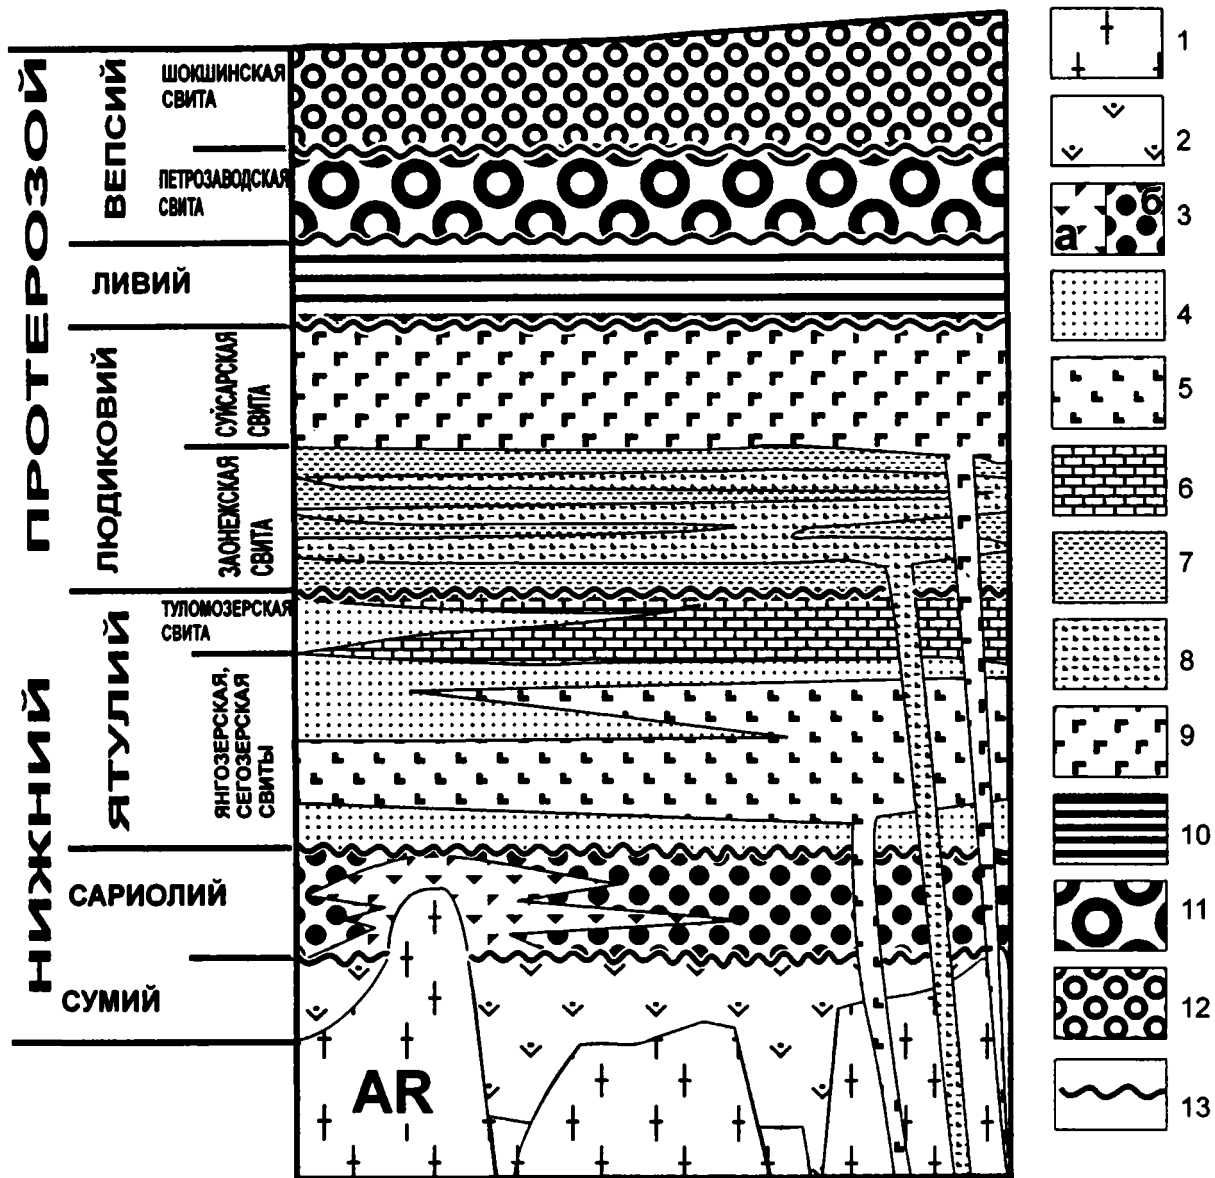 НИЖНИЙ ПРОТЕРОЗОЙ
ВЕПСИЙ
ШОКШИНСКАЯ
СВИТА
ПЕТРОЗАВОДСКАЯ
СВИТА
ЛИВИЙ
ЛЮДИКОВИЙ
СУЙСАРСКАЯ
СВИТА
ЗАОНЕЖСКАЯ
СВИТА
ЯТУЛИЙ
ТУЛОМОЗЕРСКАЯ
СВИТА
ЯНГОЗЕРСКАЯ,
СЕГОЗЕРСКАЯ
СВИТЫ
САРИОЛИЙ
СУМИЙ
AR
1
2
а б 3
4
5
6
7
8
9
10
11
12
13